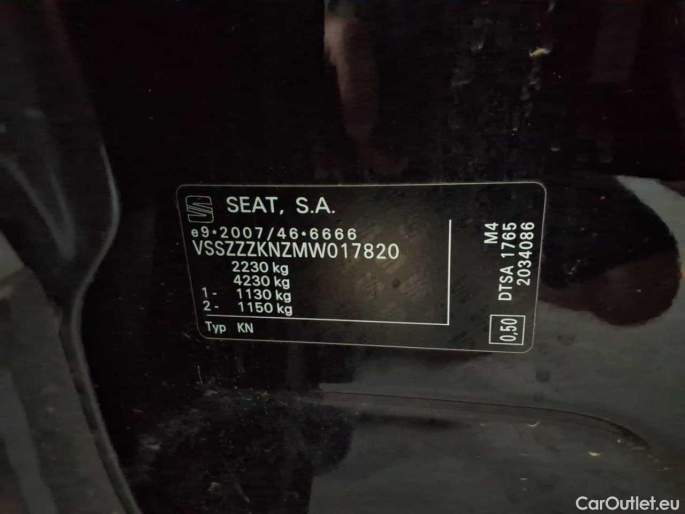 SEAT, S.A.
e9*2007/46*6666
VSSZZZKNZMW017820
2230 kg
4230 kg
1- 1130 kg
2- 1150 kg
Typ KN
M4
DTSA 1765
2034086
0,50
CarOutlet.eu